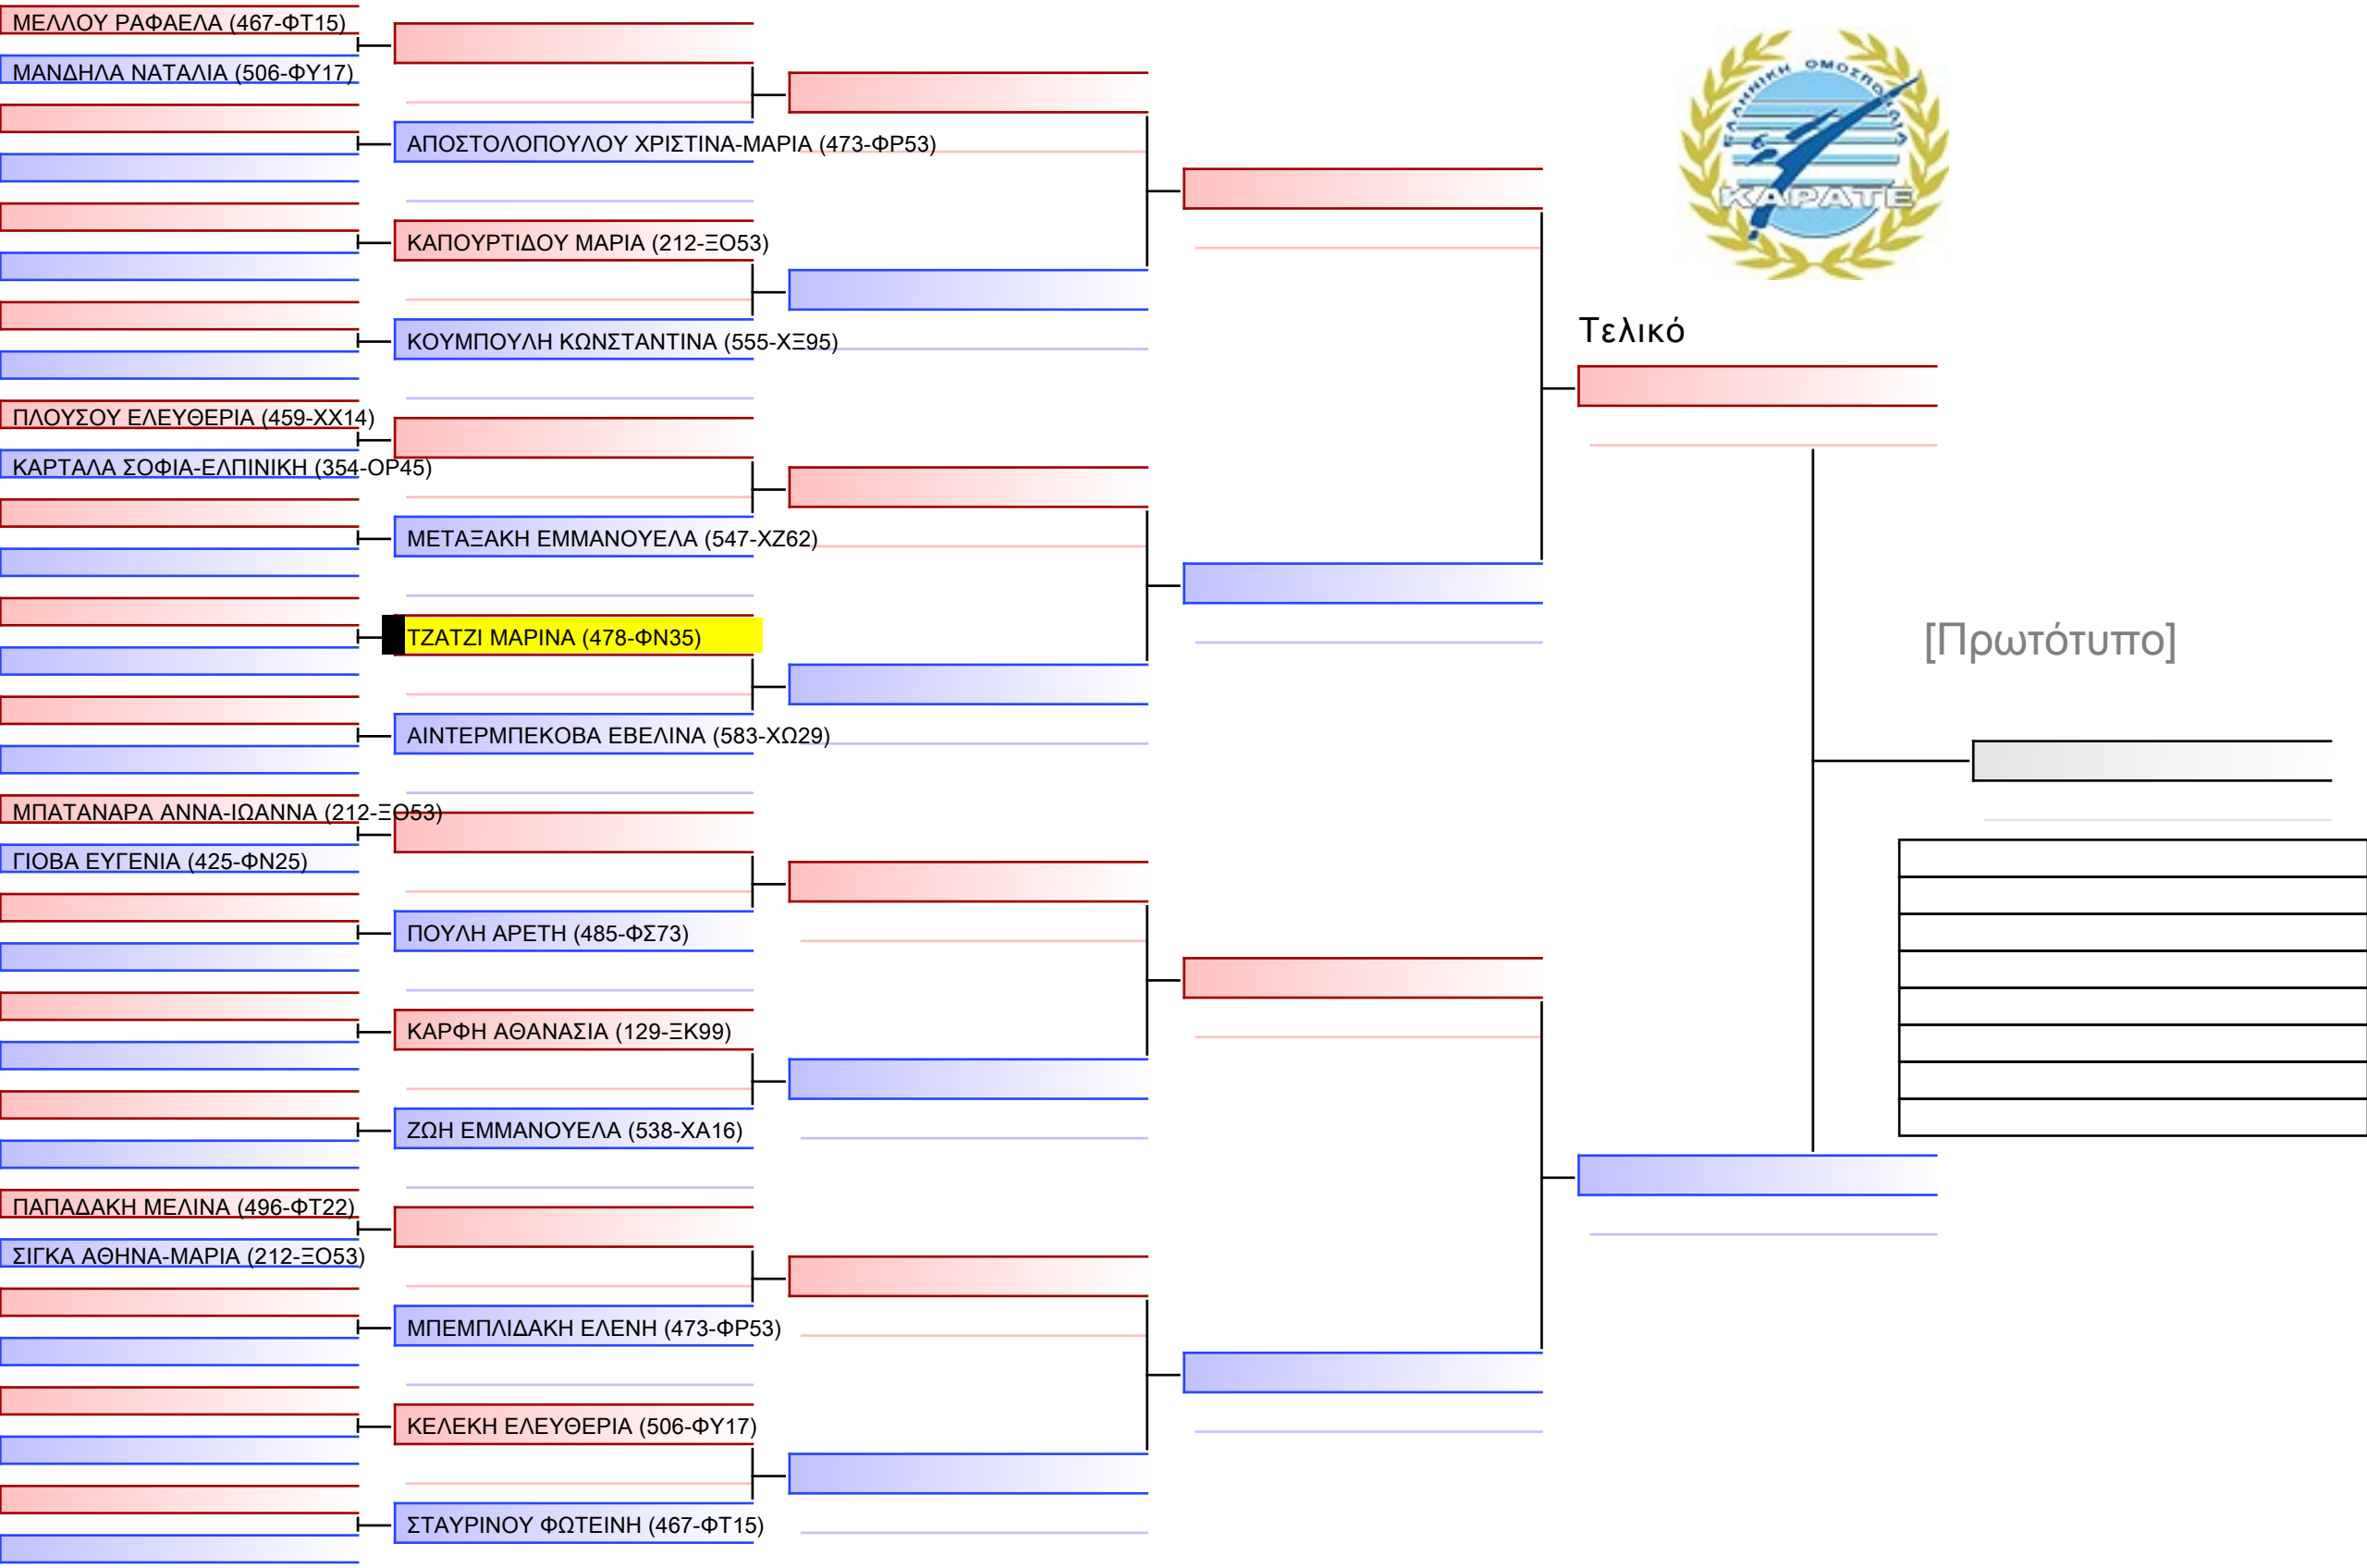 ΜΕΛΛΟΥ ΡΑΦΑΕΛΑ (467-ΦΤ15)
ΜΑΝΔΗΛΑ ΝΑΤΑΛΙΑ (506-ΦΥ17)
ΑΠΟΣΤΟΛΟΠΟΥΛΟΥ ΧΡΙΣΤΙΝΑ-ΜΑΡΙΑ (473-ΦΡ53)
ΚΑΠΟΥΡΤΙΔΟΥ ΜΑΡΙΑ (212-ΞΟ53)
ΚΟΥΜΠΟΥΛΗ ΚΩΝΣΤΑΝΤΙΝΑ (555-ΧΞ95)
ΠΛΟΥΣΟΥ ΕΛΕΥΘΕΡΙΑ (459-ΧΧ14)
ΚΑΡΤΑΛΑ ΣΟΦΙΑ-ΕΛΠΙΝΙΚΗ (354-ΟΡ45)
ΜΕΤΑΞΑΚΗ ΕΜΜΑΝΟΥΕΛΑ (547-ΧΖ62)
ΤΖΑΤΖΙ ΜΑΡΙΝΑ (478-ΦΝ35)
ΑΙΝΤΕΡΜΠΕΚΟΒΑ ΕΒΕΛΙΝΑ (583-ΧΩ29)
ΜΠΑΤΑΝΑΡΑ ΑΝΝΑ-ΙΩΑΝΝΑ (212-ΞΟ53)
ΓΙΟΒΑ ΕΥΓΕΝΙΑ (425-ΦΝ25)
ΠΟΥΛΗ ΑΡΕΤΗ (485-ΦΣ73)
ΚΑΡΦΗ ΑΘΑΝΑΣΙΑ (129-ΞΚ99)
ΖΩΗ ΕΜΜΑΝΟΥΕΛΑ (538-ΧΑ16)
ΠΑΠΑΔΑΚΗ ΜΕΛΙΝΑ (496-ΦΤ22)
ΣΙΓΚΑ ΑΘΗΝΑ-ΜΑΡΙΑ (212-ΞΟ53)
ΜΠΕΜΠΛΙΔΑΚΗ ΕΛΕΝΗ (473-ΦΡ53)
ΚΕΛΕΚΗ ΕΛΕΥΘΕΡΙΑ (506-ΦΥ17)
ΣΤΑΥΡΙΝΟΥ ΦΩΤΕΙΝΗ (467-ΦΤ15)
ΕΛΛΗΝΙΚΗ ΟΜΟΣΠΟΝΔΙΑ
ΚΑΡΑΤΕ
Τελικό
[Πρωτότυπο]